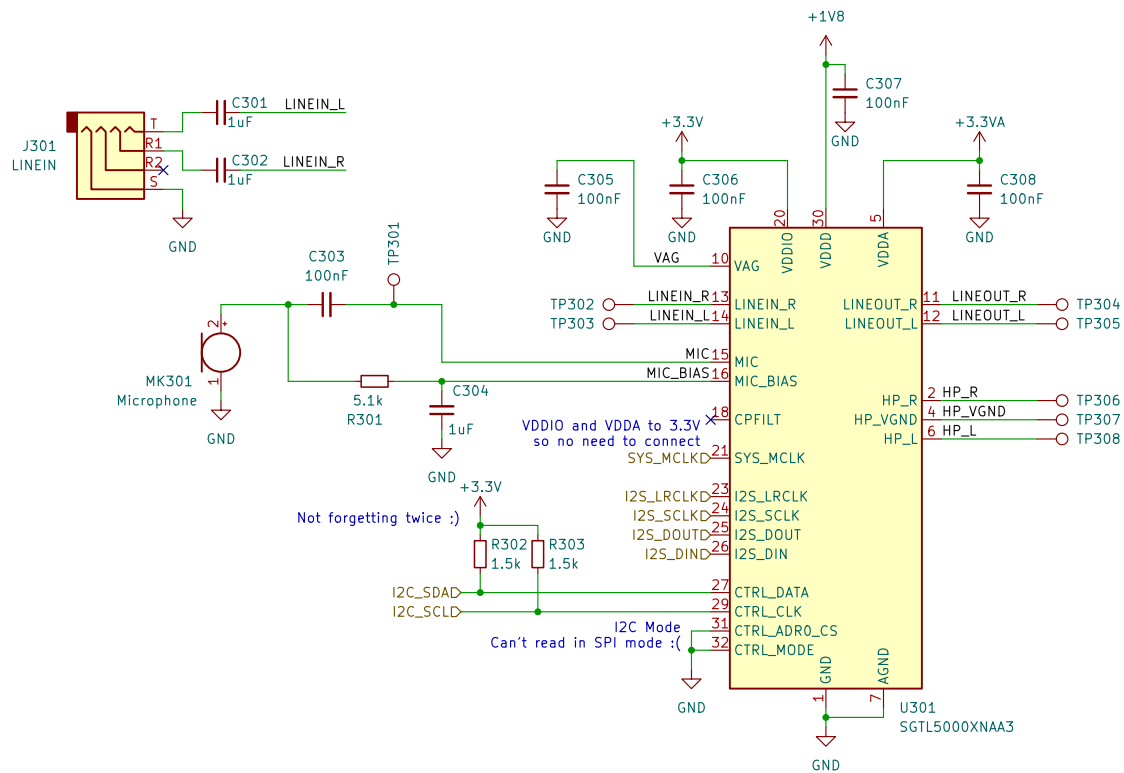 +1V8
C307
100nF
GND
J301
LINEIN
T
R1
R2
S
C301
1uF
LINEIN_L
C302
1uF
LINEIN_R
GND
C305
100nF
GND
+3.3V
C306
100nF
GND
+3.3VA
C308
100nF
GND
C303
100nF
TP301
MK301
Microphone
2
+
1
GND
5.1k
R301
C304
1uF
GND
VAG
10
VAG
20
VDDIO
30
VDDD
5
VDDA
TP302
LINEIN_R
13
LINEIN_R
TP303
LINEIN_L
14
LINEIN_L
MIC
15
MIC
MIC_BIAS
16
MIC_BIAS
18
CPFILT
VDDIO and VDDA to 3.3V
so no need to connect
SYS_MCLK
21
SYS_MCLK
I2S_LRCLK
23
I2S_LRCLK
I2S_SCLK
24
I2S_SCLK
I2S_DOUT
25
I2S_DOUT
I2S_DIN
26
I2S_DIN
+3.3V
Not forgetting twice ;)
R302
1.5k
R303
1.5k
I2C_SDA
27
CTRL_DATA
I2C_SCL
29
CTRL_CLK
I2C Mode
Can't read in SPI mode :(
31
CTRL_ADR0_CS
32
CTRL_MODE
GND
LINEOUT_R
11
LINEOUT_R
TP304
LINEOUT_L
12
LINEOUT_L
TP305
HP_R
2
HP_R
TP306
HP_VGND
4
HP_VGND
TP307
HP_L
6
HP_L
TP308
GND
1
AGND
7
U301
SGTL5000XNAA3
GND